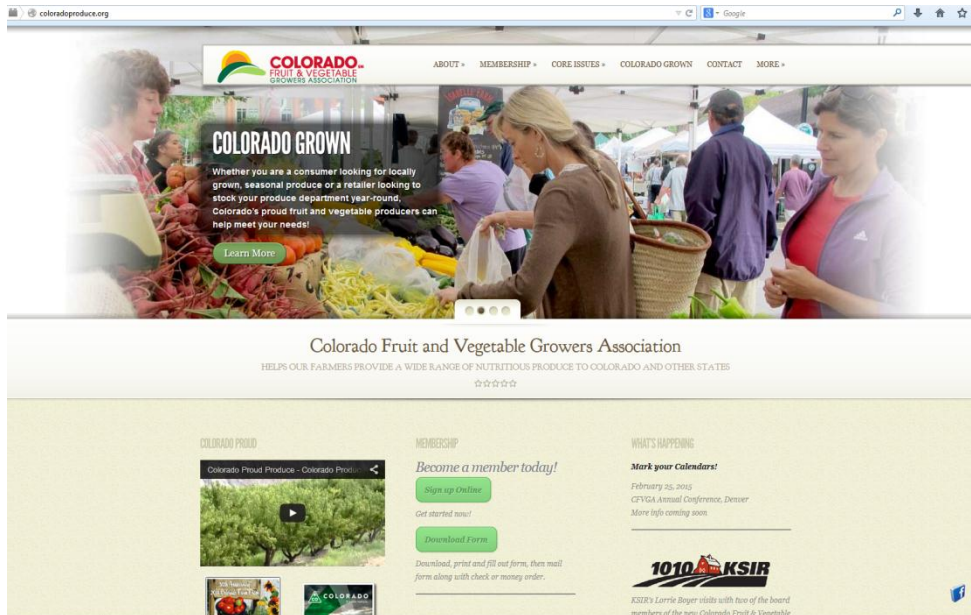 coloradoproduce.org
Google
COLORADO
FRUIT & VEGETABLE
GROWERS ASSOCIATION
ABOUT »
MEMBERSHIP »
CORE ISSUES »
COLORADO GROWN
CONTACT
MORE »
COLORADO GROWN
Whether you are a consumer looking for locally
grown, seasonal produce or a retailer looking to
stock your produce department year-round,
Colorado's proud fruit and vegetable producers can
help meet your needs!
Learn More
Colorado Fruit and Vegetable Growers Association
HELPS OUR FARMERS PROVIDE A WIDE RANGE OF NUTRITIOUS PRODUCE TO COLORADO AND OTHER STATES
COLORADO PROUD
Colorado Proud Produce - Colorado Produc
COLORADO
MEMBERSHIP
Become a member today!
Sign up Online
Get started now!
Download Form
Download, print and fill out form, then mail
form along with check or money order.
WHAT'S HAPPENING
Mark your Calendars!
February 25, 2015
CFVGA Annual Conference, Denver
More info coming soon
1010 KSIR
KSIR's Lorrie Boyer visits with two of the board
members of the new Colorado Fruit & Vegetable